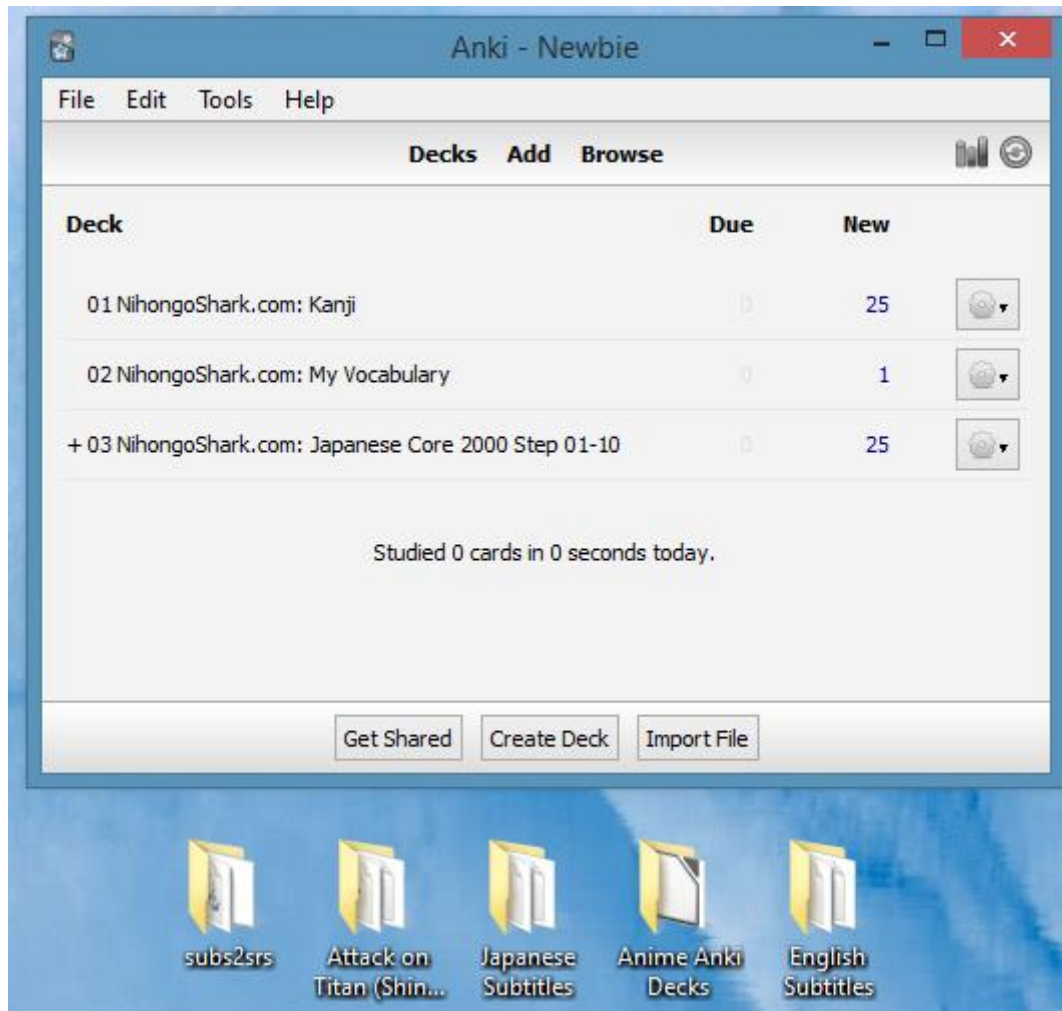 Anki - Newbie
File Edit Tools Help
Decks Add Browse
Deck Due New
01 NihongoShark.com: Kanji 0 25
02 NihongoShark.com: My Vocabulary 0 1
+ 03 NihongoShark.com: Japanese Core 2000 Step 01-10 0 25
Studied 0 cards in 0 seconds today.
Get Shared Create Deck Import File
subs2srs
Attack on
Titan (Shin...
Japanese
Subtitles
Anime Anki
Decks
English
Subtitles